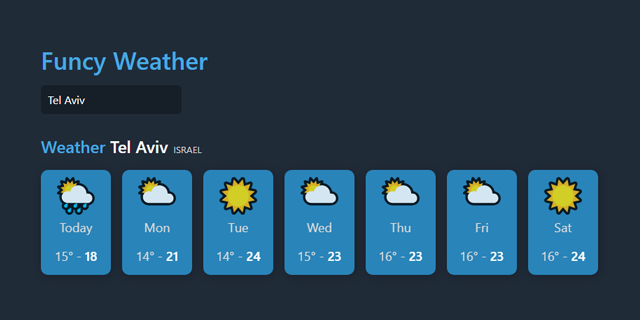 Funcy Weather
Tel Aviv
Weather Tel Aviv ISRAEL
Today Mon Tue Wed Thu Fri Sat
15° - 18 14° - 21 14° - 24 15° - 23 16° - 23 16° - 23 16° - 24